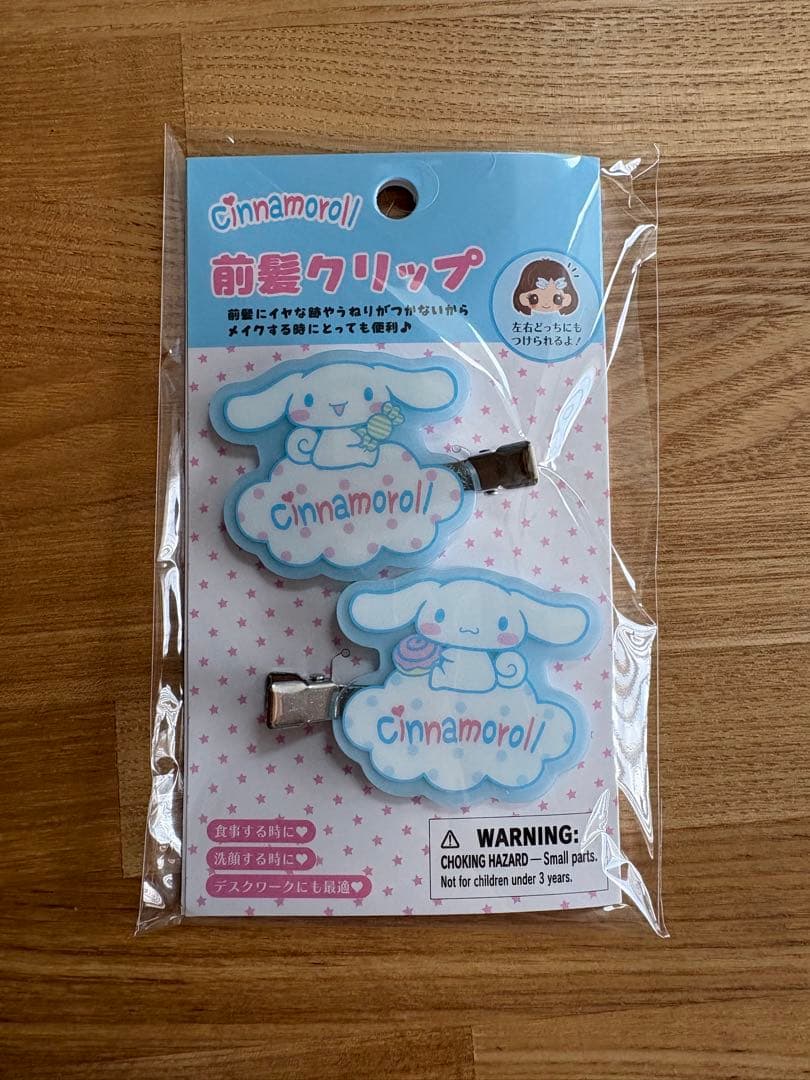 cinnamoroll
前髪クリップ
前髪にイヤな跡やうねりがつかないから
メイクする時にとっても便利♪
左右どっちにも
つけられるよ!
cinnamoroll
cinnamoroll
食事する時に♥
洗顔する時に♥
デスクワークにも最適♥
⚠ WARNING:
CHOKING HAZARD — Small parts.
Not for children under 3 years.